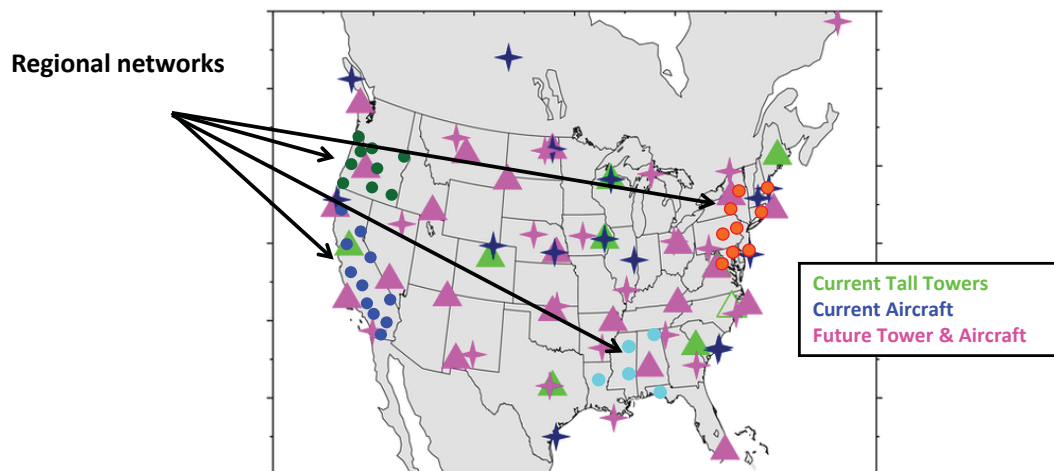 Regional networks
Current Tall Towers
Current Aircraft
Future Tower & Aircraft